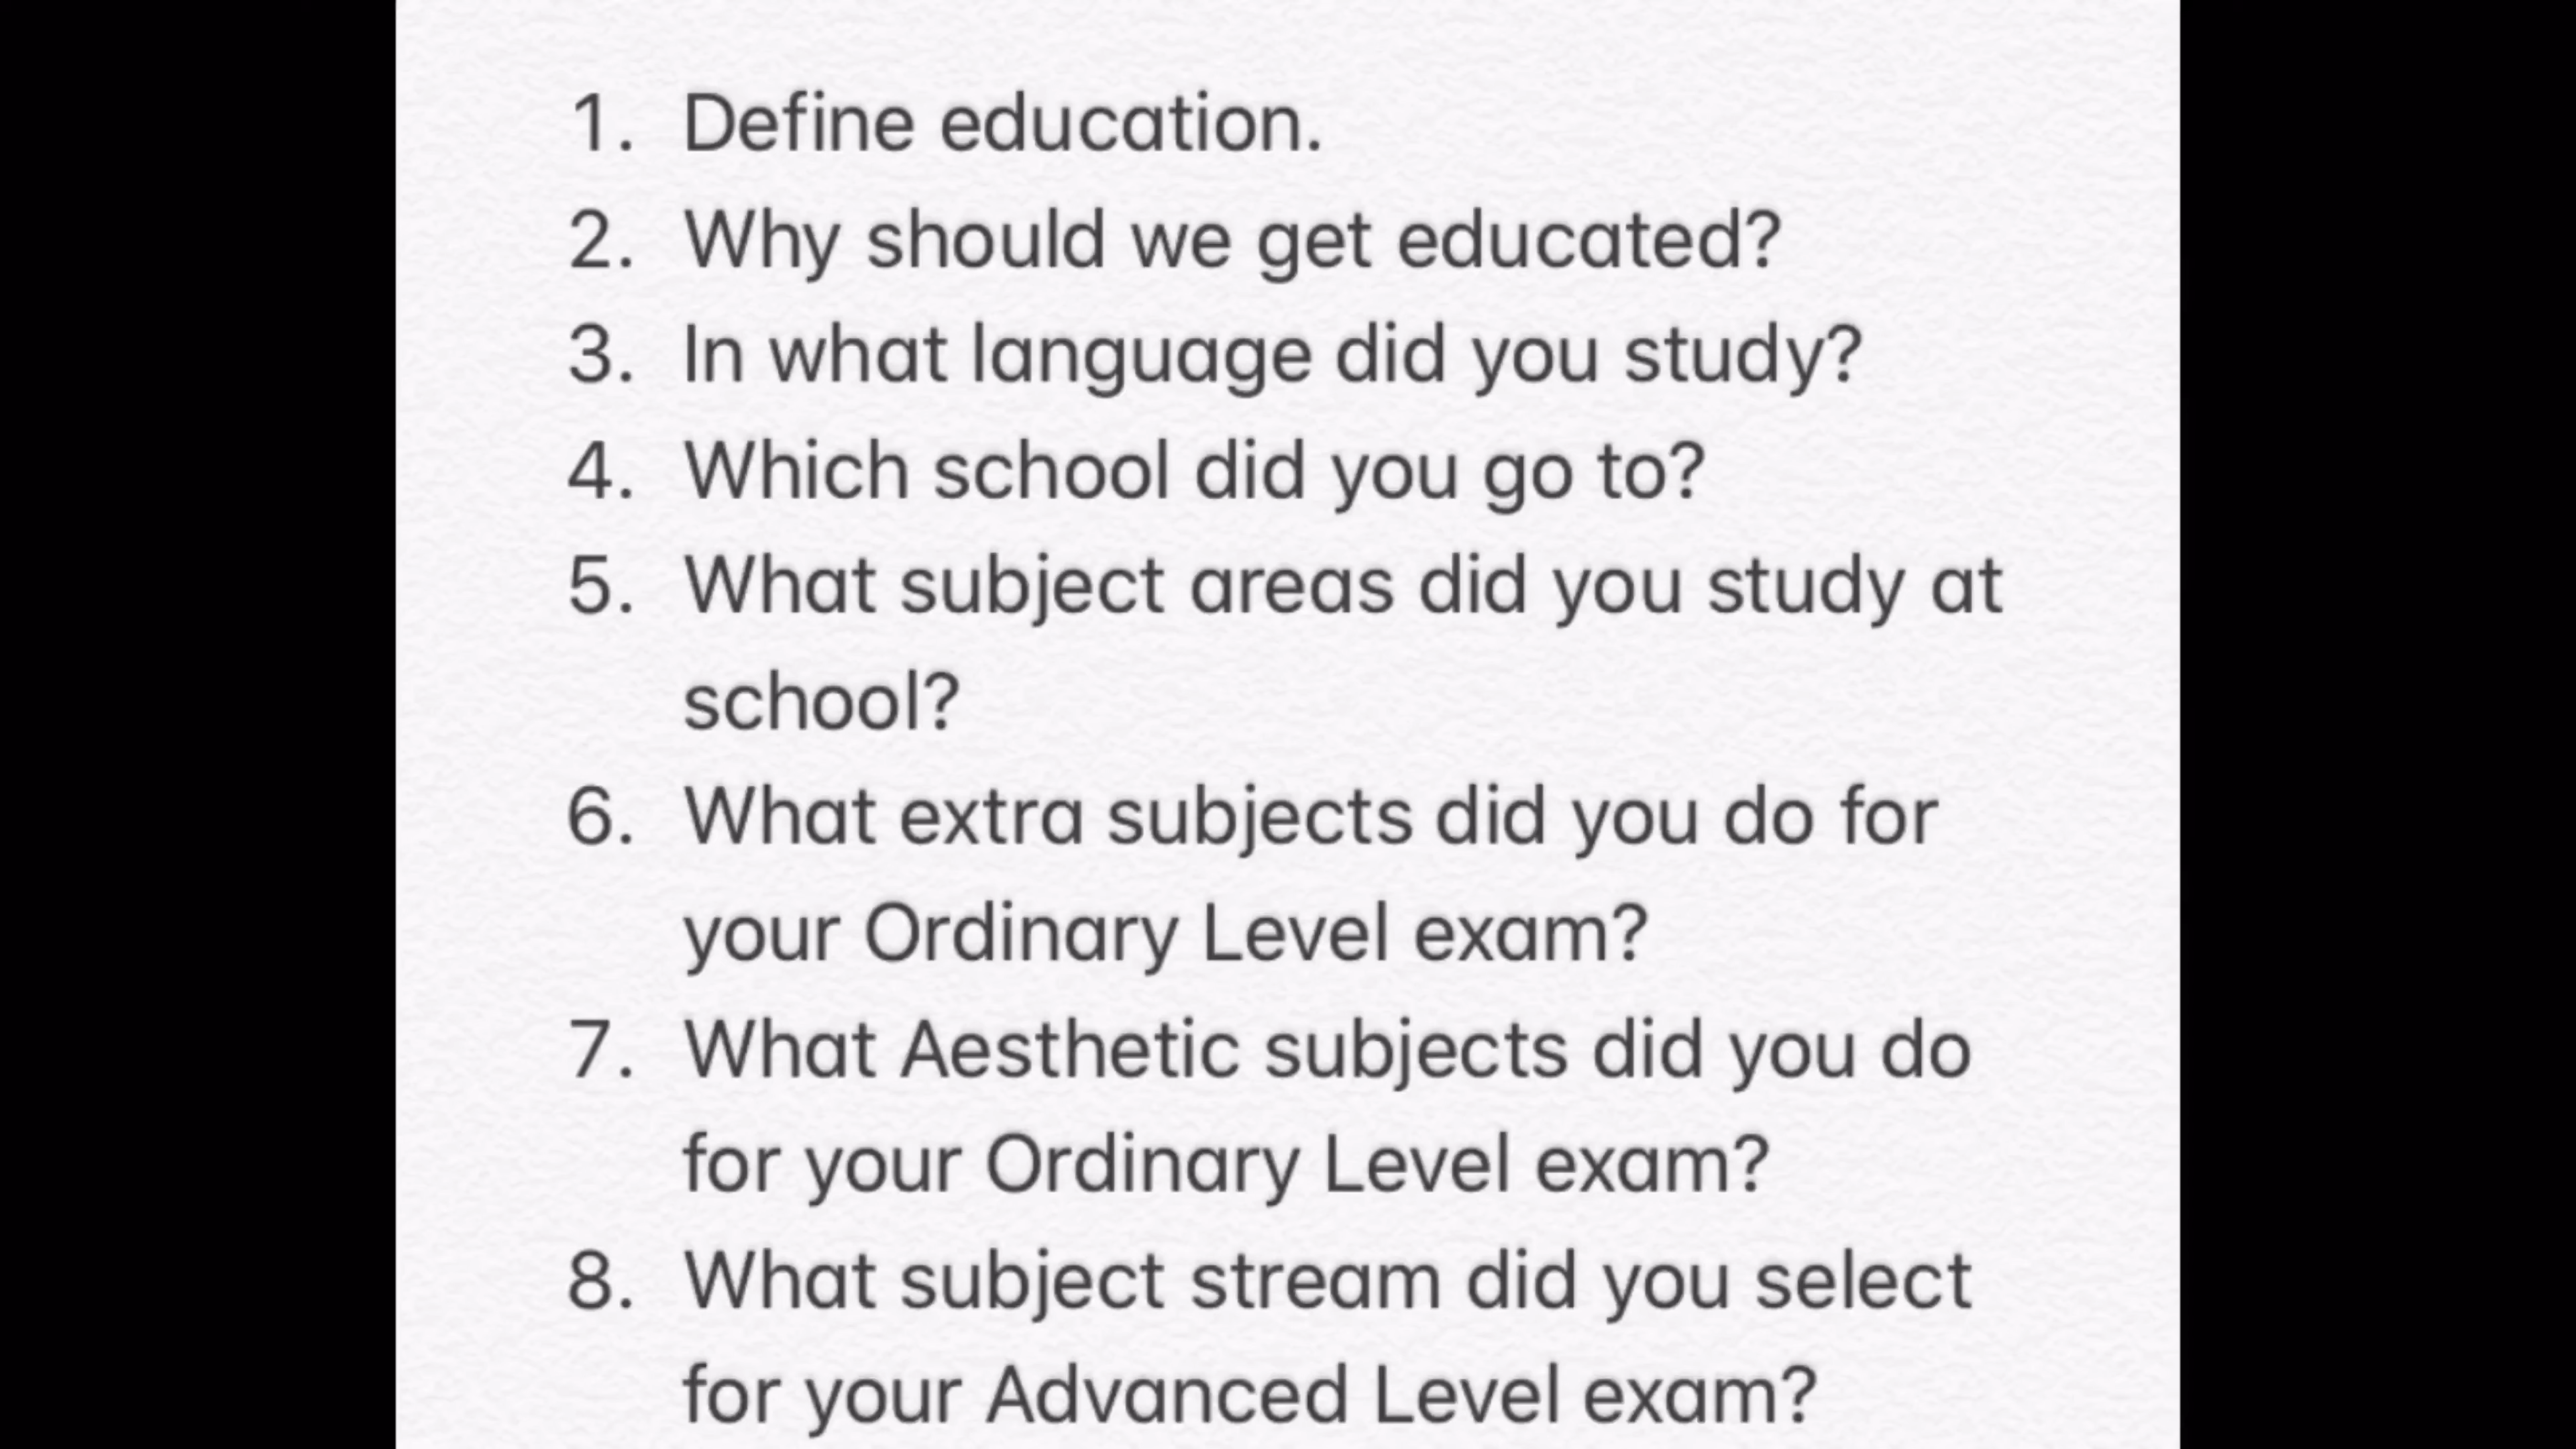 1. Define education.
2. Why should we get educated?
3. In what language did you study?
4. Which school did you go to?
5. What subject areas did you study at
school?
6. What extra subjects did you do for
your Ordinary Level exam?
7. What Aesthetic subjects did you do
for your Ordinary Level exam?
8. What subject stream did you select
for your Advanced Level exam?